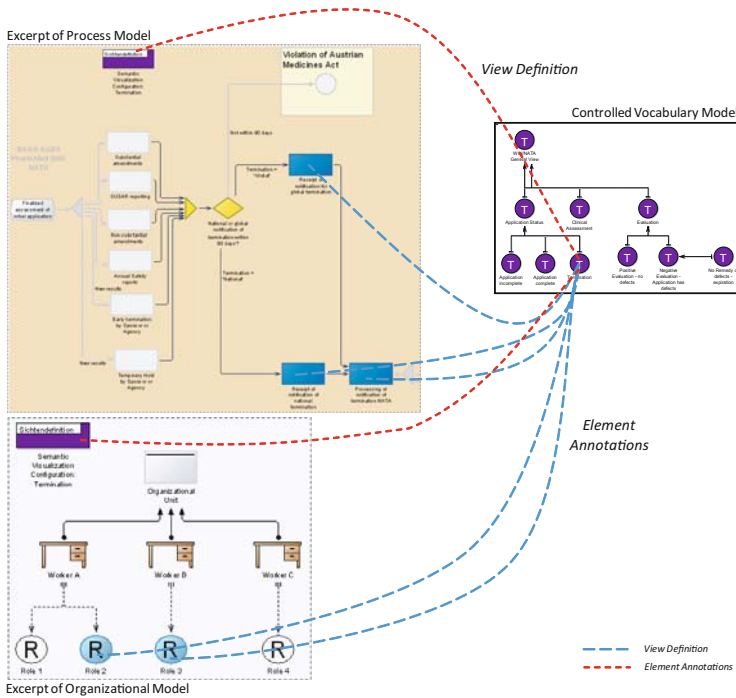 Excerpt of Process Model
Sichtendefinition
Semantic
Visualization
Configuration:
Termination
Violation of Austrian
Medicines Act
View Definition
Controlled Vocabulary Model
T
General View
T
Application Status
T
Clinical
Assessment
T
Evaluation
T
Application
incomplete
T
Application
complete
T
T
Positive
Evaluation - no
defects
T
Negative
Evaluation -
Application has
defects
T
No Remedy of
defects -
expiration
Not within 90 days
Substantial
amendments
SUSAR reporting
Non-substantial
amendments
Annual Safety
reports
New results
Early termination
by Sponsor or
Agency
New results
Temporary Hold
by Sponsor or
Agency
Finalized
assessment of
initial application
National or global
notification of
termination within
90 days?
Termination =
"Global"
Receipt of
notification for
global termination
Termination =
"National"
Receipt of
notification of
national
termination
Processing of
notification of
termination NATA
Element
Annotations
Sichtendefinition
Semantic
Visualization
Configuration:
Termination
Organizational
Unit
Worker A
Worker B
Worker C
R
Role 1
R
Role 2
R
Role 3
R
Role 4
View Definition
Element Annotations
Excerpt of Organizational Model